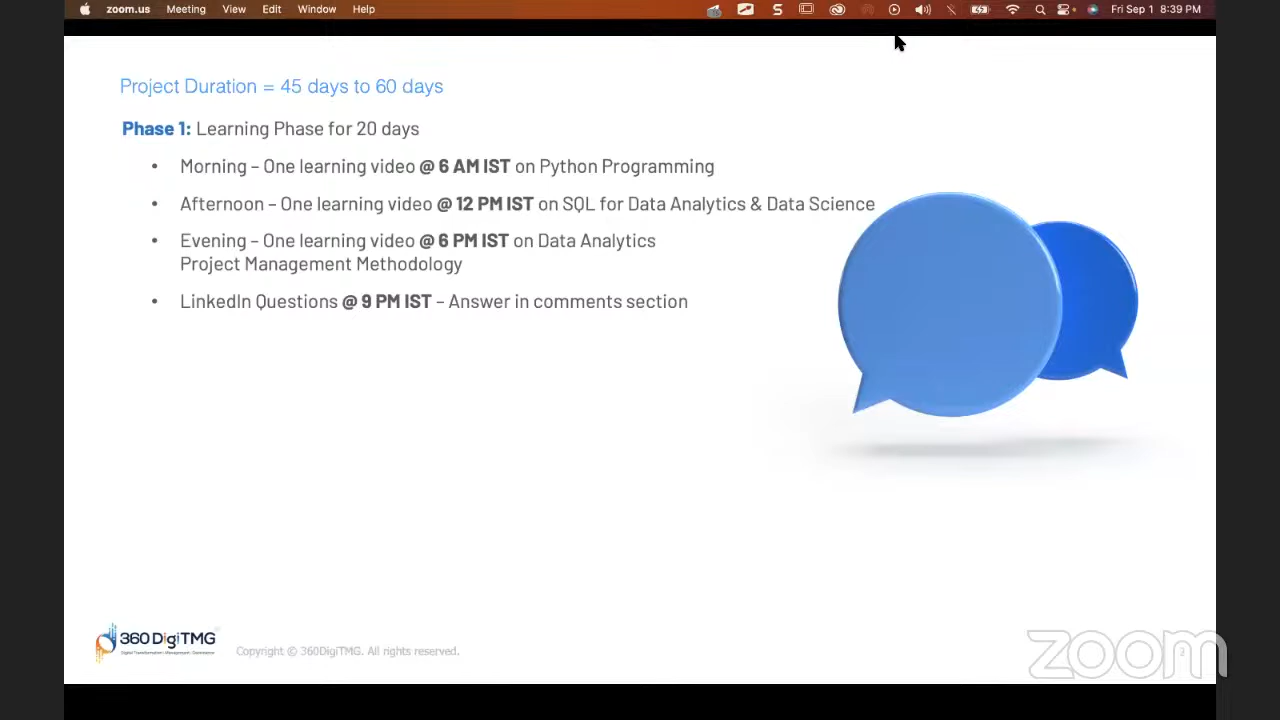 zoom.us Meeting View Edit Window Help Fri Sep 1 8:39 PM
Project Duration = 45 days to 60 days
Phase 1: Learning Phase for 20 days
• Morning – One learning video @ 6 AM IST on Python Programming
• Afternoon – One learning video @ 12 PM IST on SQL for Data Analytics & Data Science
• Evening – One learning video @ 6 PM IST on Data Analytics
Project Management Methodology
• LinkedIn Questions @ 9 PM IST – Answer in comments section
360DigiTMG
Copyright © 360DigiTMG. All rights reserved.
zoom
2